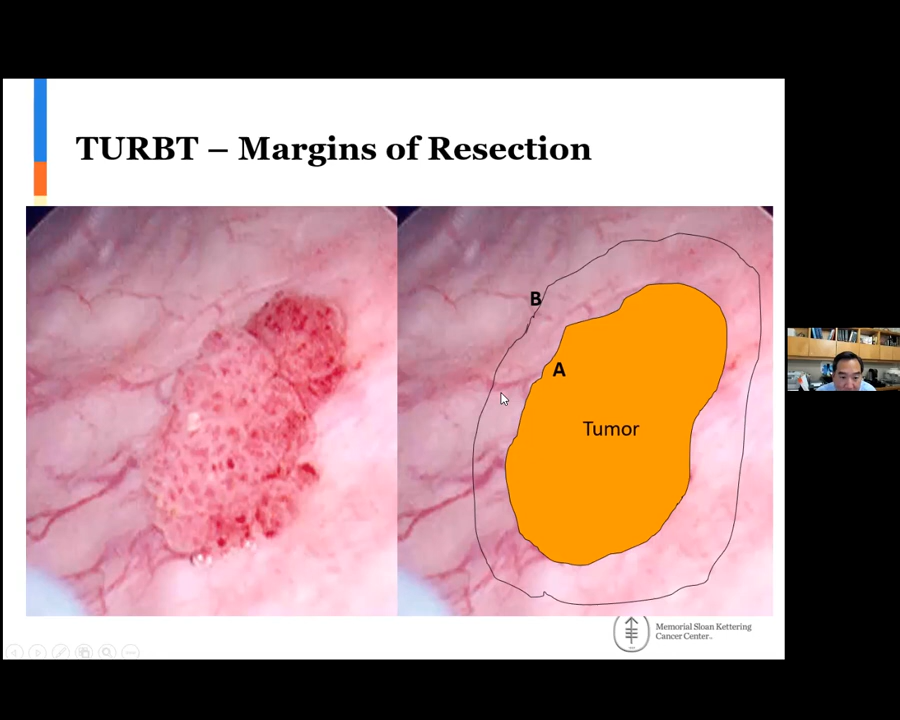 TURBT – Margins of Resection
B
A
Tumor
Memorial Sloan Kettering
Cancer Center